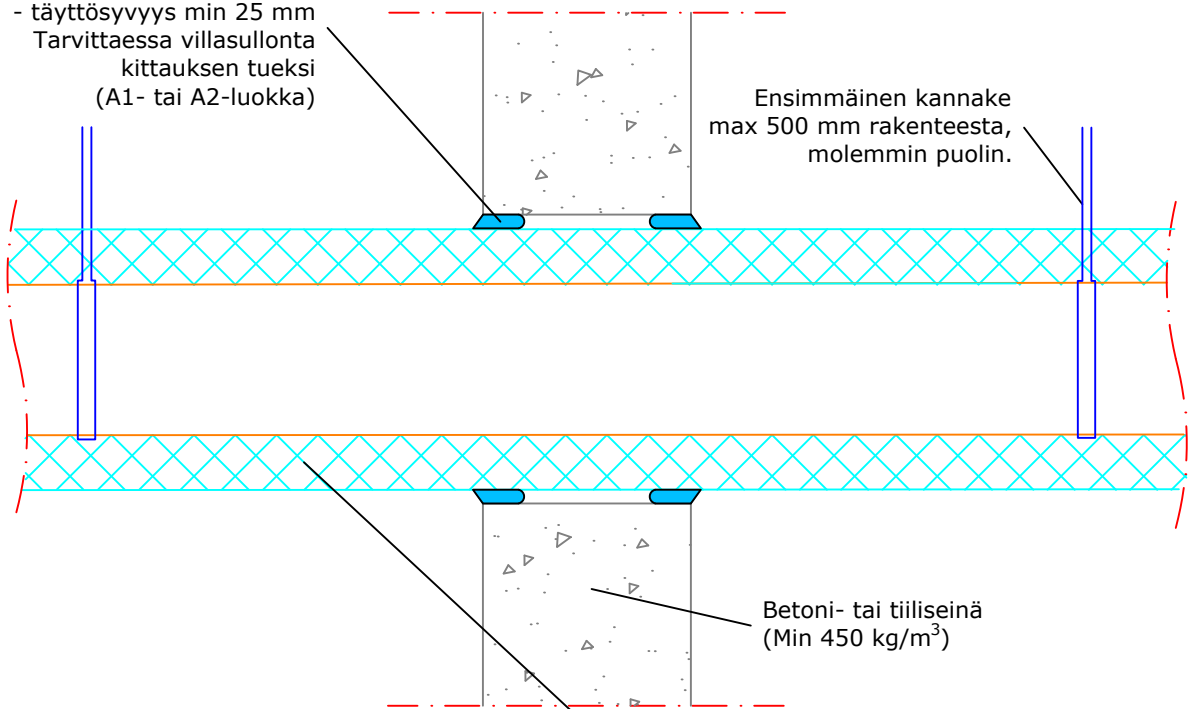 - täyttösyvyys min 25 mm
Tarvittaessa villasullonta
kittauksen tueksi
(A1- tai A2-luokka)
Ensimmäinen kannake
max 500 mm rakenteesta,
molemmin puolin.
Betoni- tai tiiliseinä
(Min 450 kg/m³)